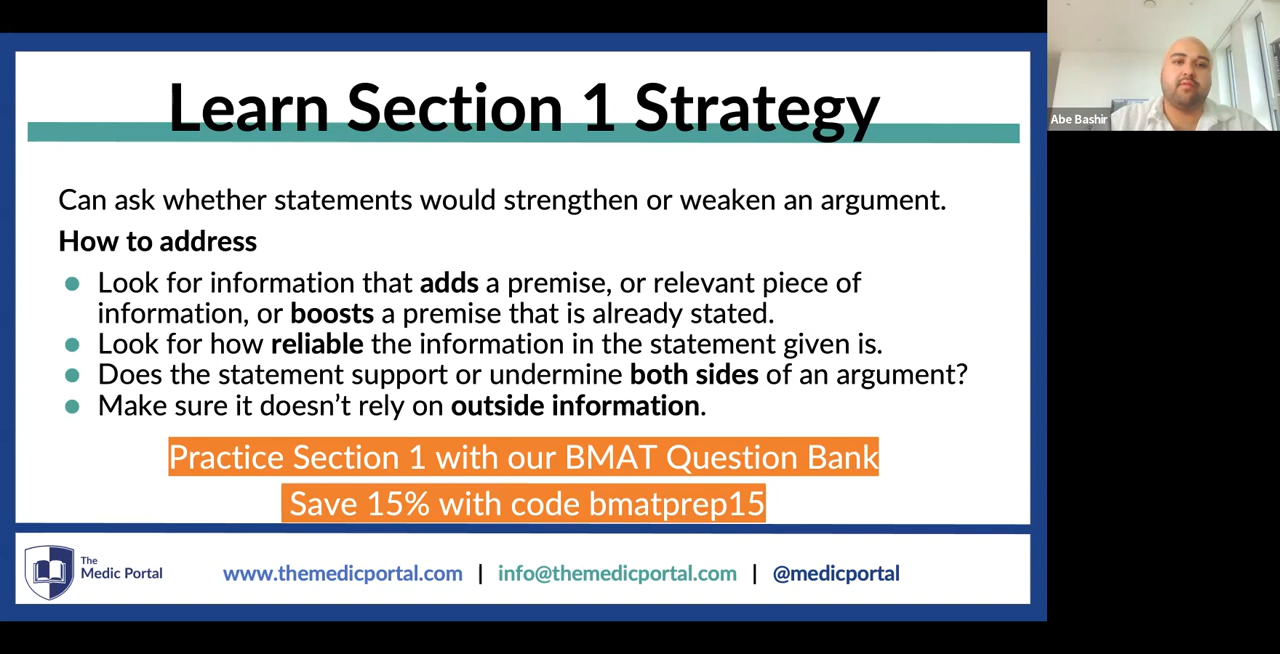 Learn Section 1 Strategy
Can ask whether statements would strengthen or weaken an argument.
How to address
Look for information that adds a premise, or relevant piece of
information, or boosts a premise that is already stated.
Look for how reliable the information in the statement given is.
Does the statement support or undermine both sides of an argument?
Make sure it doesn't rely on outside information.
Practice Section 1 with our BMAT Question Bank
Save 15% with code bmatprep15
The
Medic Portal
www.themedicportal.com | info@themedicportal.com | @medicportal
Abe Bashir